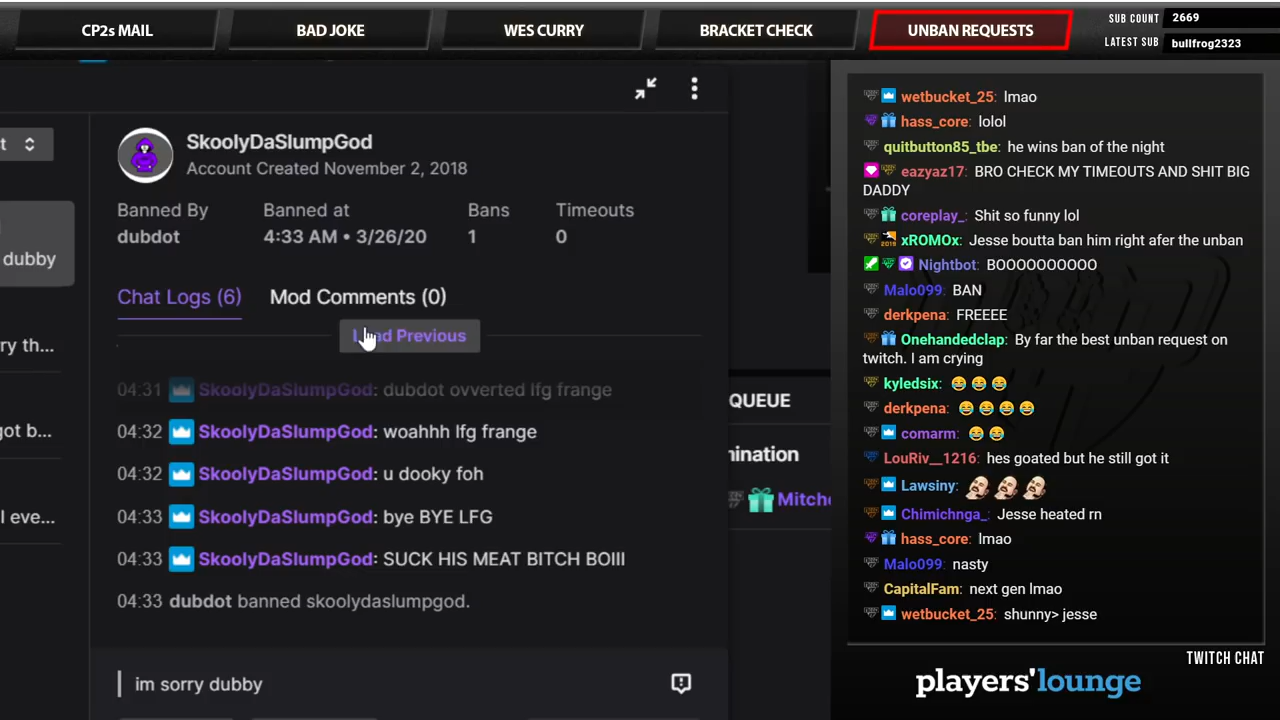 CP2s MAIL
BAD JOKE
WES CURRY
BRACKET CHECK
UNBAN REQUESTS
SUB COUNT 2669
LATEST SUB bullfrog2323
t
SkoolyDaSlumpGod
Account Created November 2, 2018
Banned By Banned at Bans Timeouts
dubdot 4:33 AM • 3/26/20 1 0
dubby
Chat Logs (6) Mod Comments (0)
Previous
ry th...
04:31 SkoolyDaSlumpGod: dubdot ovverted lfg frange
04:32 SkoolyDaSlumpGod: woahhh lfg frange
got b...
04:32 SkoolyDaSlumpGod: u dooky foh
04:33 SkoolyDaSlumpGod: bye BYE LFG
I eve...
04:33 SkoolyDaSlumpGod: SUCK HIS MEAT BITCH BOIII
04:33 dubdot banned skoolydaslumpgod.
im sorry dubby
QUEUE
mination
Mitche
wetbucket_25: lmao
hass_core: lolol
quitbutton85_tbe: he wins ban of the night
eazyaz17: BRO CHECK MY TIMEOUTS AND SHIT BIG
DADDY
coreplay_: Shit so funny lol
2019 xROMOx: Jesse boutta ban him right afer the unban
Nightbot: BOOOOOOOOOO
Malo099: BAN
derkpena: FREEEE
Onehandedclap: By far the best unban request on
twitch. I am crying
kyledsix: 😂 😂 😂
derkpena: 😂 😂 😂 😂
comarm: 😂 😂
LouRiv__1216: hes goated but he still got it
Lawsiny:
Chimichnga_: Jesse heated rn
hass_core: lmao
Malo099: nasty
CapitalFam: next gen lmao
wetbucket_25: shunny> jesse
TWITCH CHAT
players'lounge